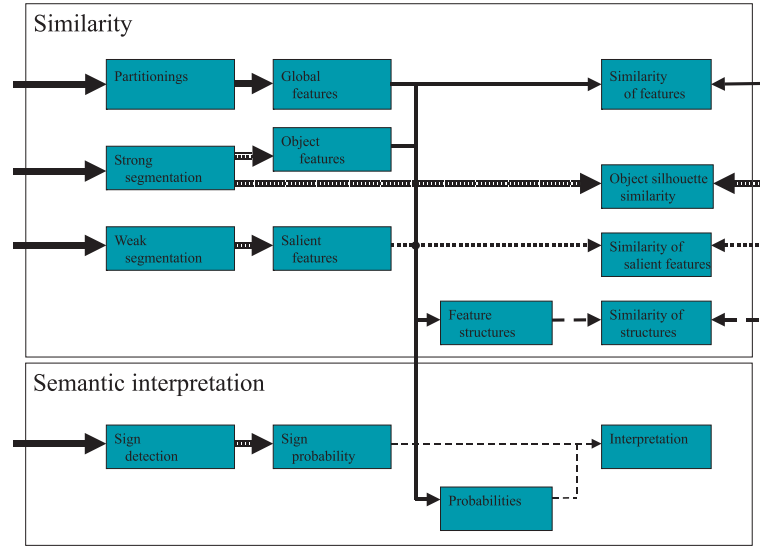 Similarity
Partitionings
Global
features
Similarity
of features
Object
features
Strong
segmentation
Object silhouette
similarity
Weak
segmentation
Salient
features
Similarity of
salient features
Feature
structures
Similarity of
structures
Semantic interpretation
Sign
detection
Sign
probability
Interpretation
Probabilities